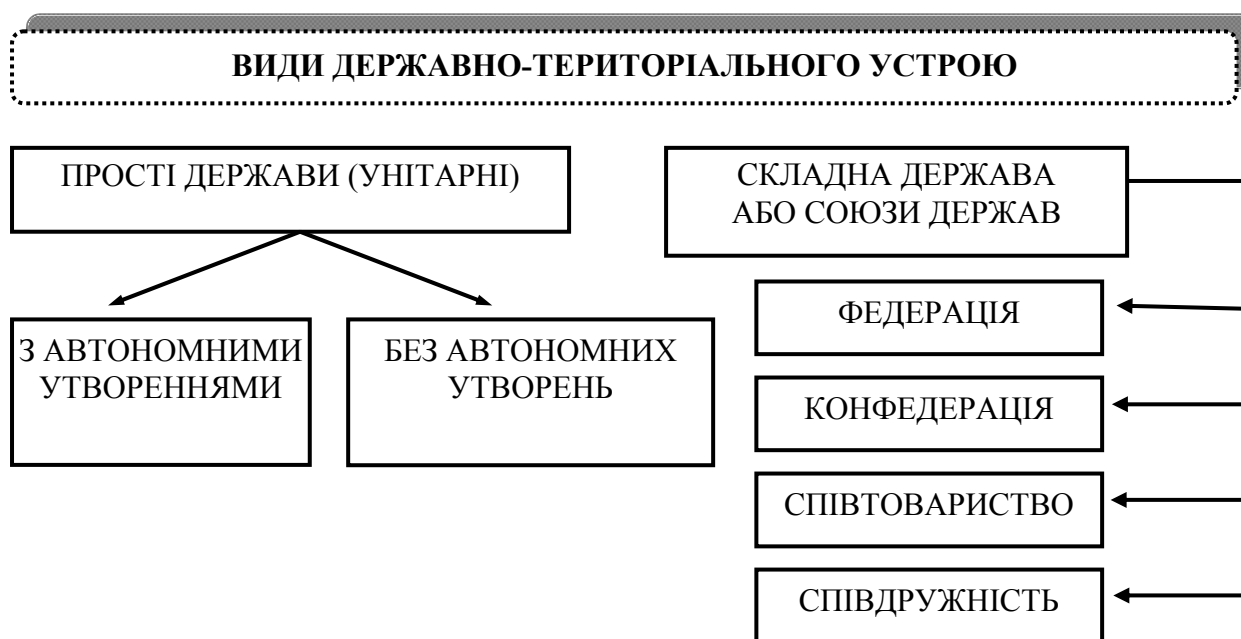 ВИДИ ДЕРЖАВНО-ТЕРИТОРІАЛЬНОГО УСТРОЮ
ПРОСТІ ДЕРЖАВИ (УНІТАРНІ)
СКЛАДНА ДЕРЖАВА
АБО СОЮЗИ ДЕРЖАВ
З АВТОНОМНИМИ
УТВОРЕННЯМИ
БЕЗ АВТОНОМНИХ
УТВОРЕНЬ
ФЕДЕРАЦІЯ
КОНФЕДЕРАЦІЯ
СПІВТОВАРИСТВО
СПІВДРУЖНІСТЬ